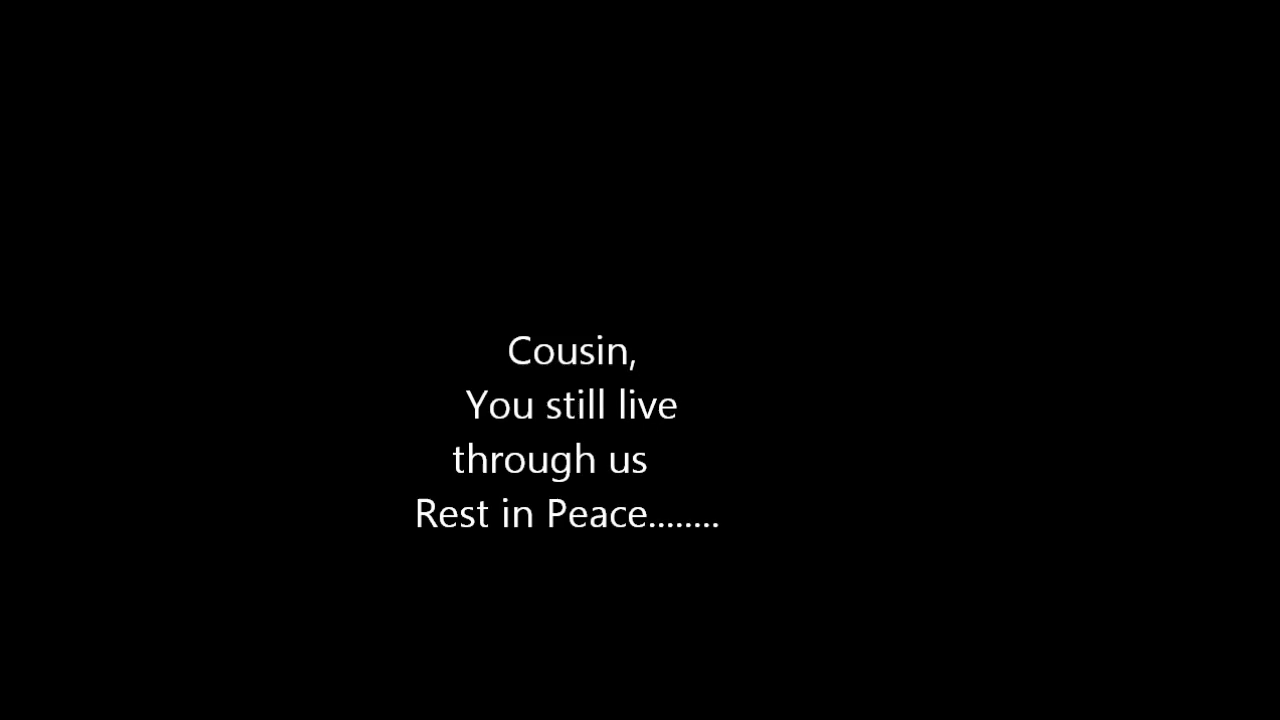 Cousin,
You still live
through us
Rest in Peace........